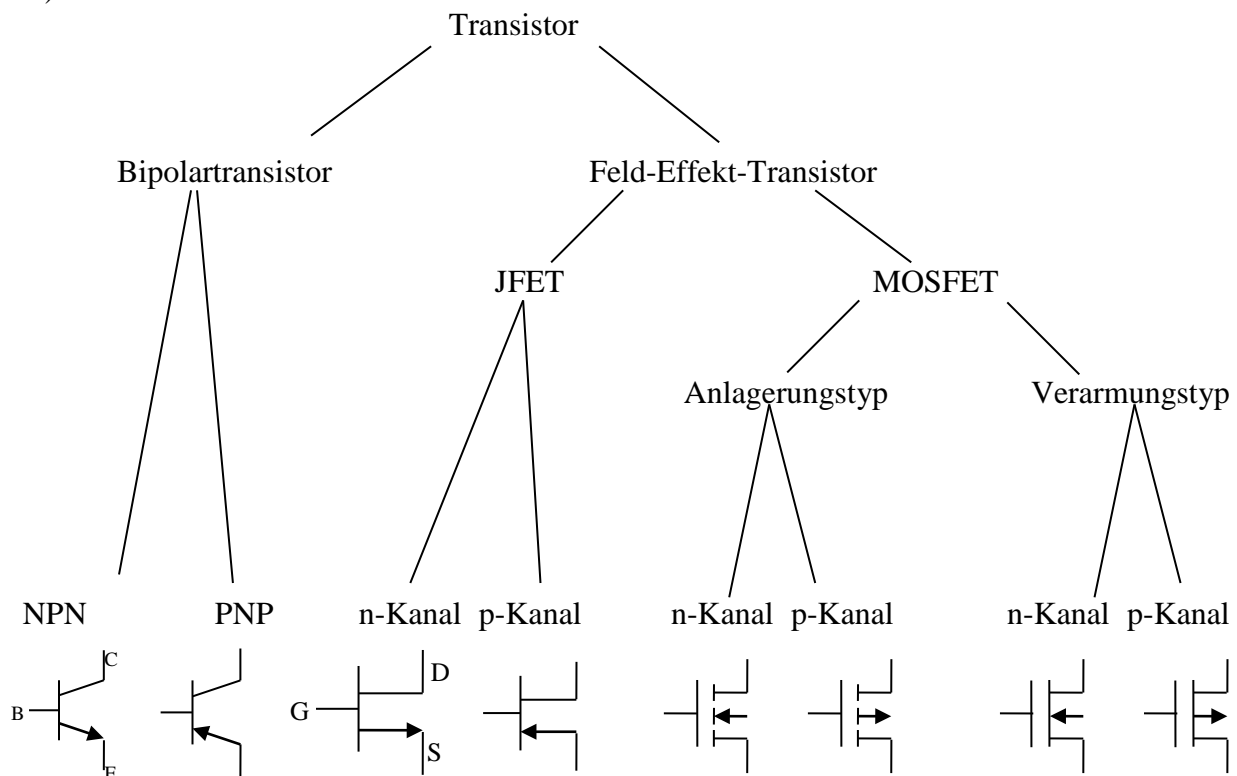 )
Transistor
Bipolartransistor Feld-Effekt-Transistor
JFET MOSFET
Anlagerungstyp Verarmungstyp
NPN PNP n-Kanal p-Kanal n-Kanal p-Kanal n-Kanal p-Kanal
C
D
B
G
S
E